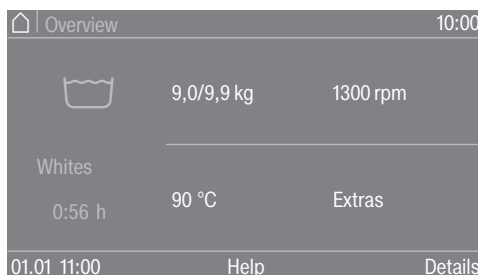 Overview 10:00
9,0/9,9 kg 1300 rpm
Whites
0:56 h
90 °C Extras
01.01 11:00 Help Details